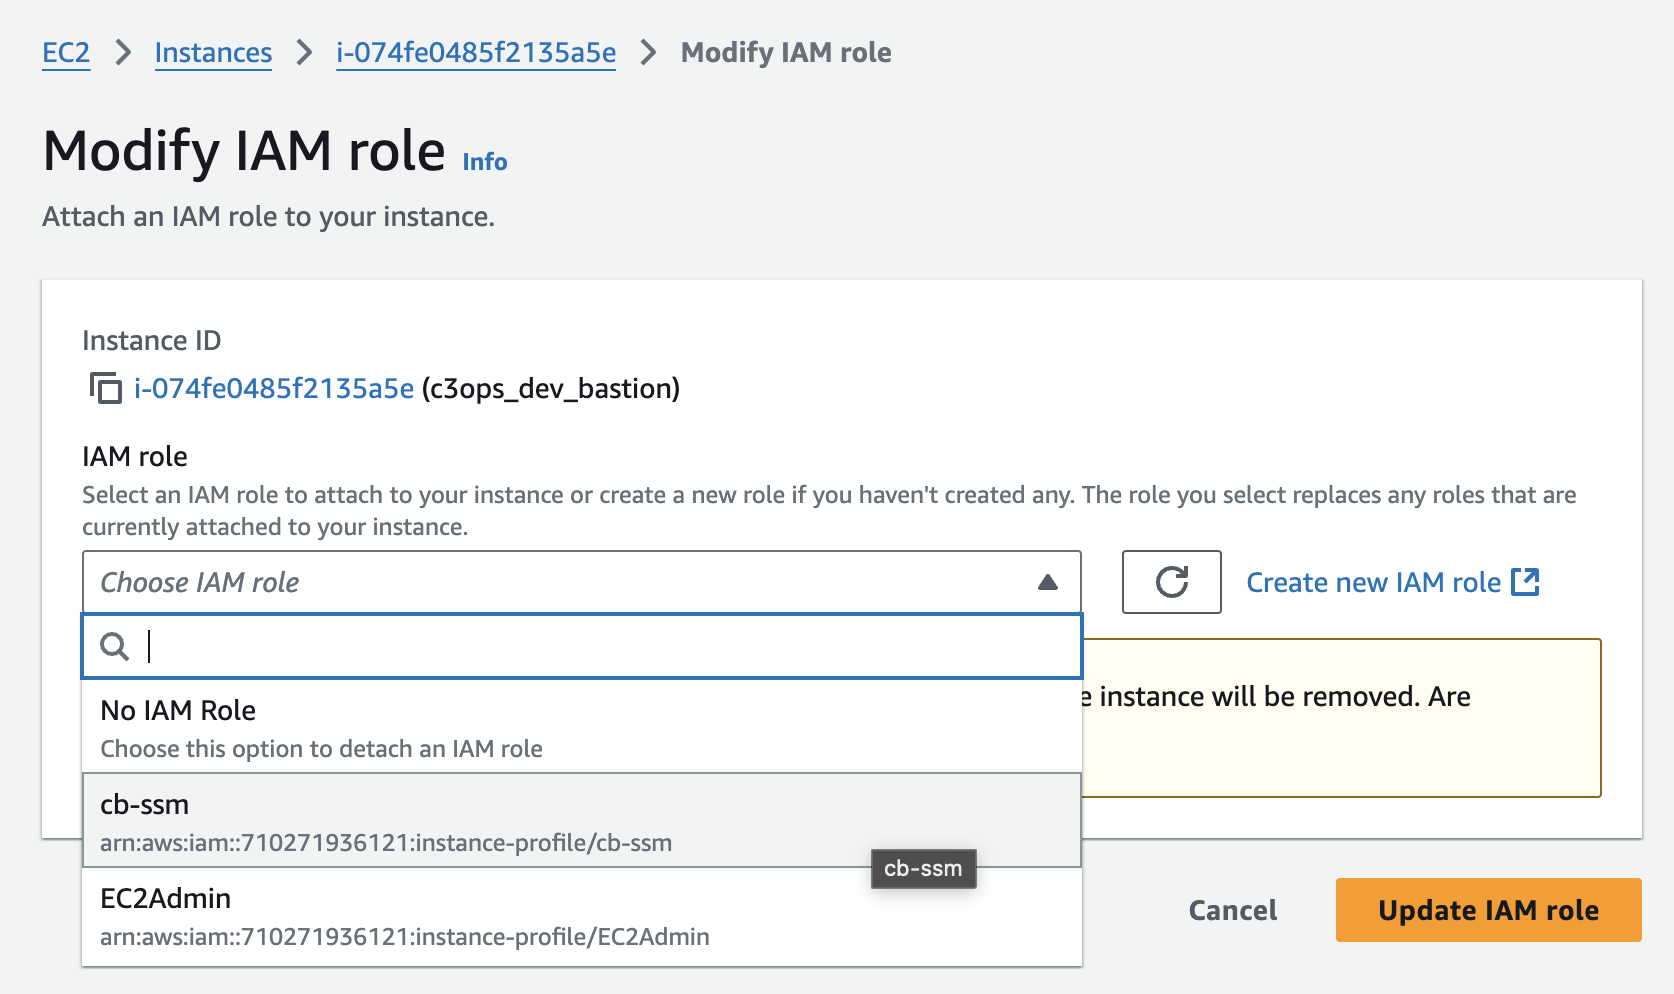 EC2 > Instances > i-074fe0485f2135a5e > Modify IAM role
Modify IAM role Info
Attach an IAM role to your instance.
Instance ID
i-074fe0485f2135a5e (c3ops_dev_bastion)
IAM role
Select an IAM role to attach to your instance or create a new role if you haven't created any. The role you select replaces any roles that are
currently attached to your instance.
Choose IAM role
Create new IAM role
e instance will be removed. Are
No IAM Role
Choose this option to detach an IAM role
cb-ssm
arn:aws:iam::710271936121:instance-profile/cb-ssm
cb-ssm
EC2Admin
arn:aws:iam::710271936121:instance-profile/EC2Admin
Cancel
Update IAM role